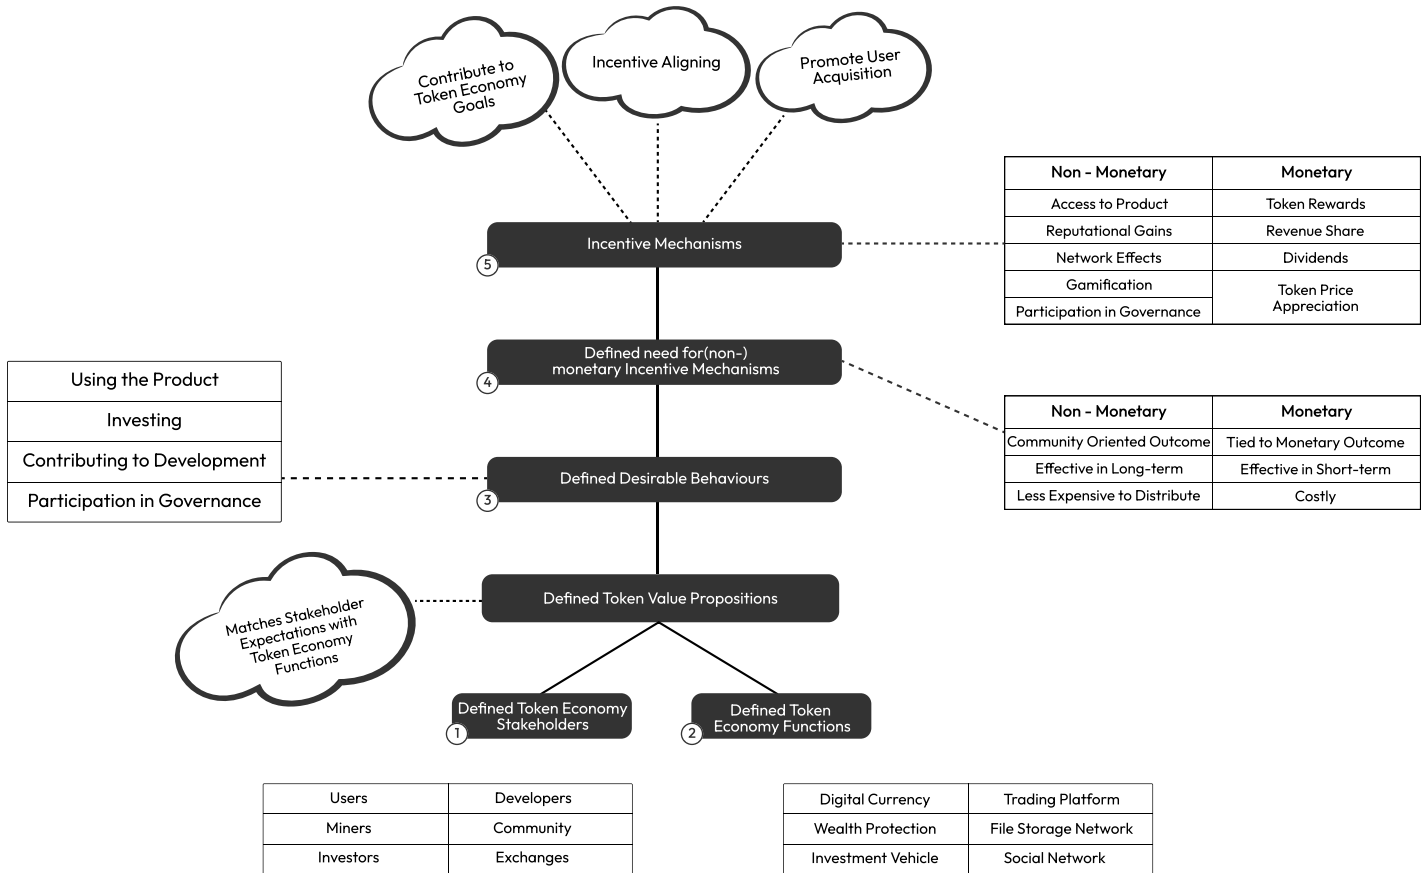 Contribute to
Token Economy
Goals
Incentive Aligning
Promote User
Acquisition
Non - Monetary
Monetary
Access to Product
Token Rewards
Reputational Gains
Revenue Share
Network Effects
Dividends
Gamification
Token Price
Appreciation
Participation in Governance
Incentive Mechanisms
5
Defined need for(non-)
monetary Incentive Mechanisms
4
Non - Monetary
Monetary
Community Oriented Outcome
Tied to Monetary Outcome
Effective in Long-term
Effective in Short-term
Less Expensive to Distribute
Costly
Using the Product
Investing
Contributing to Development
Participation in Governance
Defined Desirable Behaviours
3
Matches Stakeholder
Expectations with
Token Economy
Functions
Defined Token Value Propositions
Defined Token Economy
Stakeholders
1
Defined Token
Economy Functions
2
Users
Developers
Miners
Community
Investors
Exchanges
Digital Currency
Trading Platform
Wealth Protection
File Storage Network
Investment Vehicle
Social Network